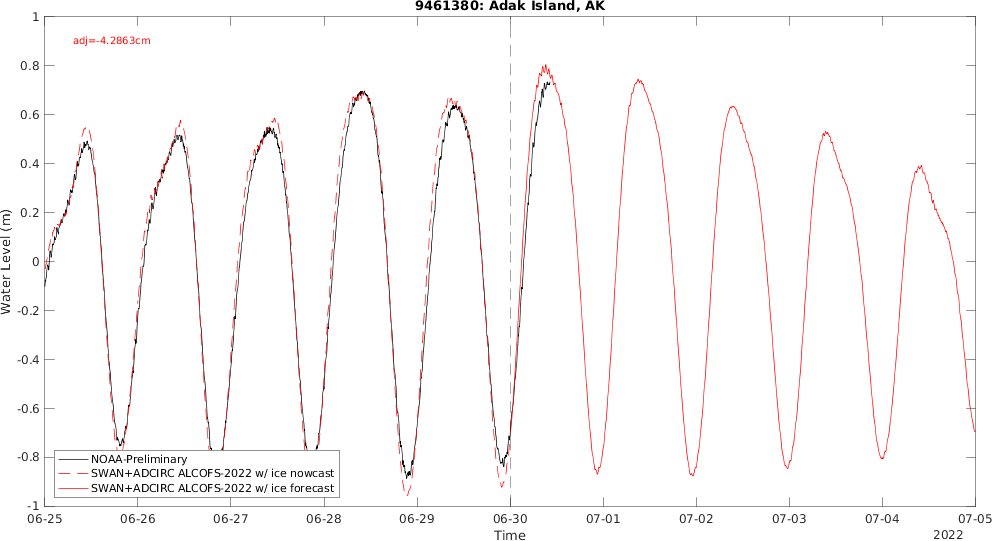 9461380: Adak Island, AK
adj=-4.2863cm
1
0.8
0.6
0.4
0.2
0
-0.2
-0.4
-0.6
-0.8
-1
Water Level (m)
NOAA-Preliminary
SWAN+ADCIRC ALCOFS-2022 w/ ice nowcast
SWAN+ADCIRC ALCOFS-2022 w/ ice forecast
06-25 06-26 06-27 06-28 06-29 06-30 07-01 07-02 07-03 07-04 07-05
Time
2022